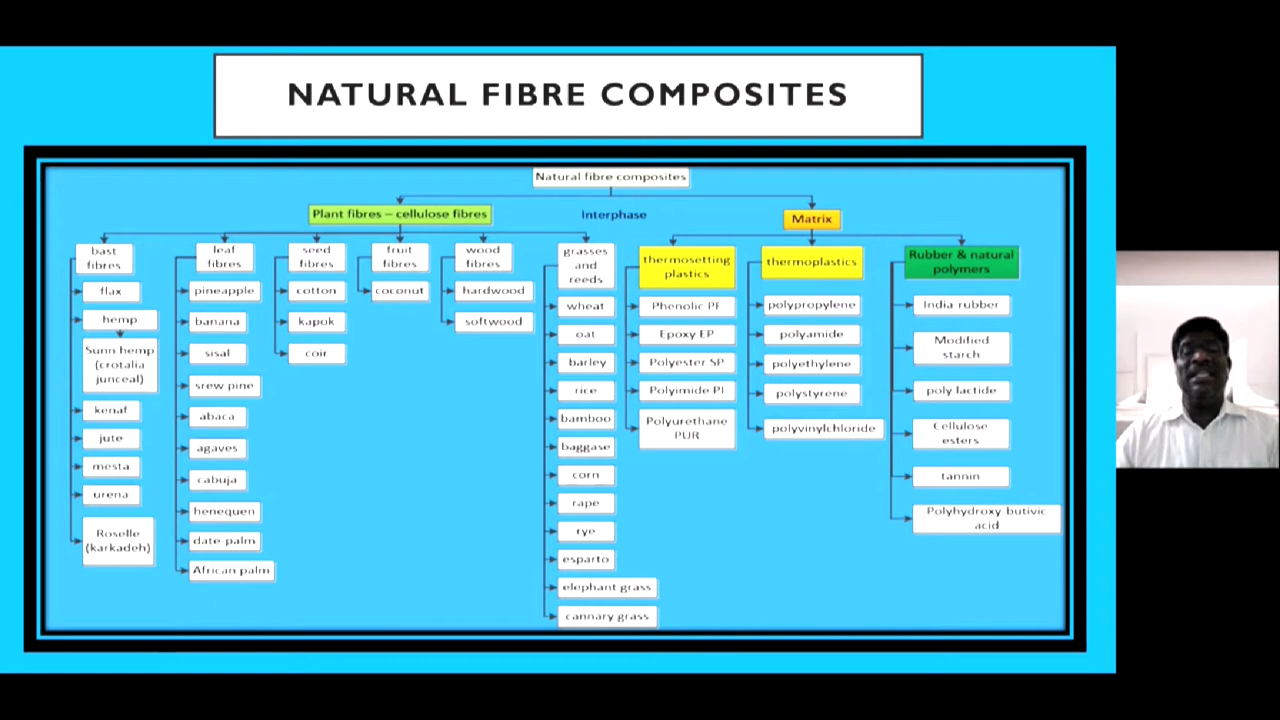 NATURAL FIBRE COMPOSITES
Natural fibre composites
Plant fibres – cellulose fibres
Interphase
Matrix
bast
fibres
flax
hemp
Sunn hemp
(crotalia
junceal)
kenaf
jute
mesta
urena
Roselle
(karkadeh)
leaf
fibres
pineapple
banana
sisal
srew pine
abaca
agaves
cabuja
henequen
date palm
African palm
seed
fibres
cotton
kapok
coir
fruit
fibres
coconut
wood
fibres
hardwood
softwood
grasses
and
reeds
wheat
oat
barley
rice
bamboo
baggase
corn
rape
rye
esparto
elephant grass
cannary grass
thermosetting
plastics
Phenolic PF
Epoxy EP
Polyester SP
Polyimide PI
Polyurethane
PUR
thermoplastics
polypropylene
polyamide
polyethylene
polystyrene
polyvinylchloride
Rubber & natural
polymers
India rubber
Modified
starch
poly lactide
Cellulose
esters
tannin
Polyhydroxy butivic
acid